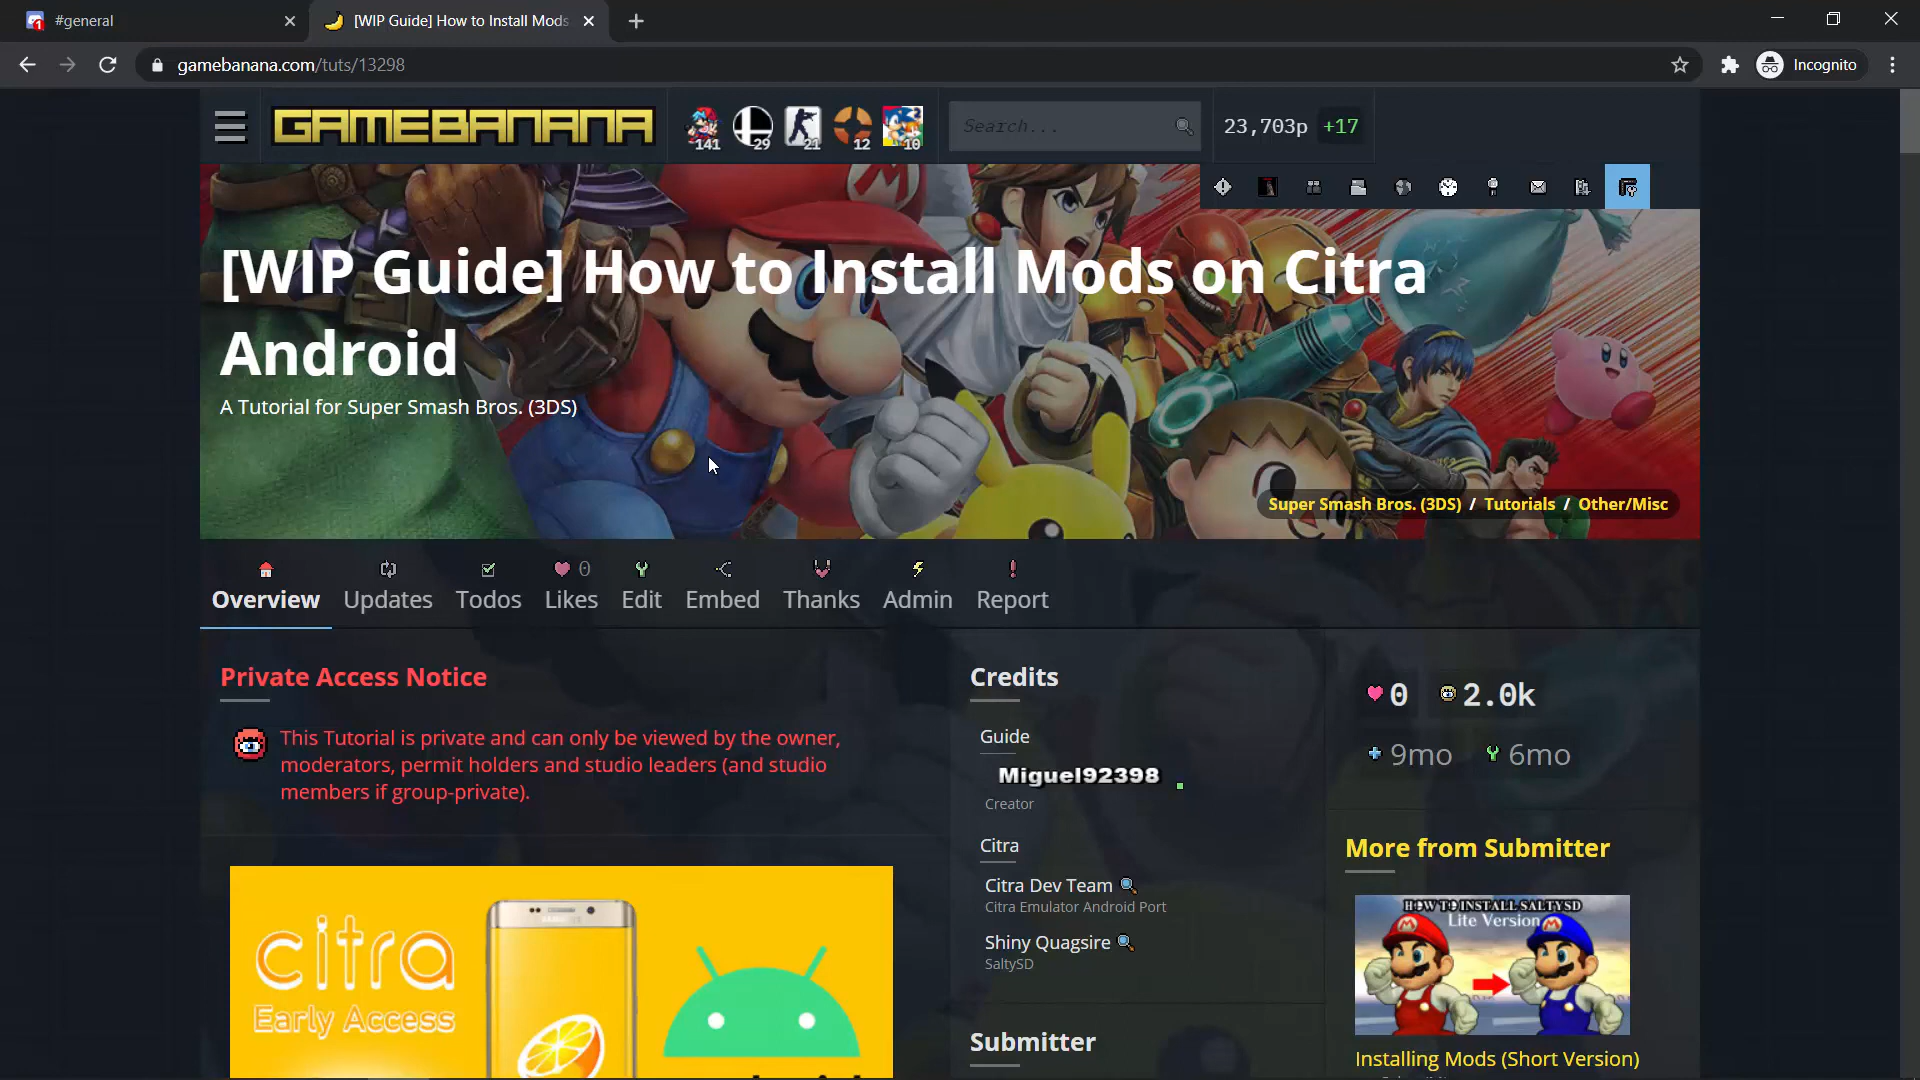 #general
[WIP Guide] How to Install Mods
gamebanana.com/tuts/13298
Incognito
GAMEBANANA
141
29
21
12
10
Search...
23,703p +17
[WIP Guide] How to Install Mods on Citra
Android
A Tutorial for Super Smash Bros. (3DS)
Super Smash Bros. (3DS) / Tutorials / Other/Misc
0
Overview Updates Todos Likes Edit Embed Thanks Admin Report
Private Access Notice
This Tutorial is private and can only be viewed by the owner,
moderators, permit holders and studio leaders (and studio
members if group-private).
citra
Early Access
Credits
Guide
Miguel92398
Creator
Citra
Citra Dev Team
Citra Emulator Android Port
Shiny Quagsire
SaltySD
Submitter
0 2.0k
9mo 6mo
More from Submitter
HOW TO INSTALL SALTYSD
Lite Version
Installing Mods (Short Version)